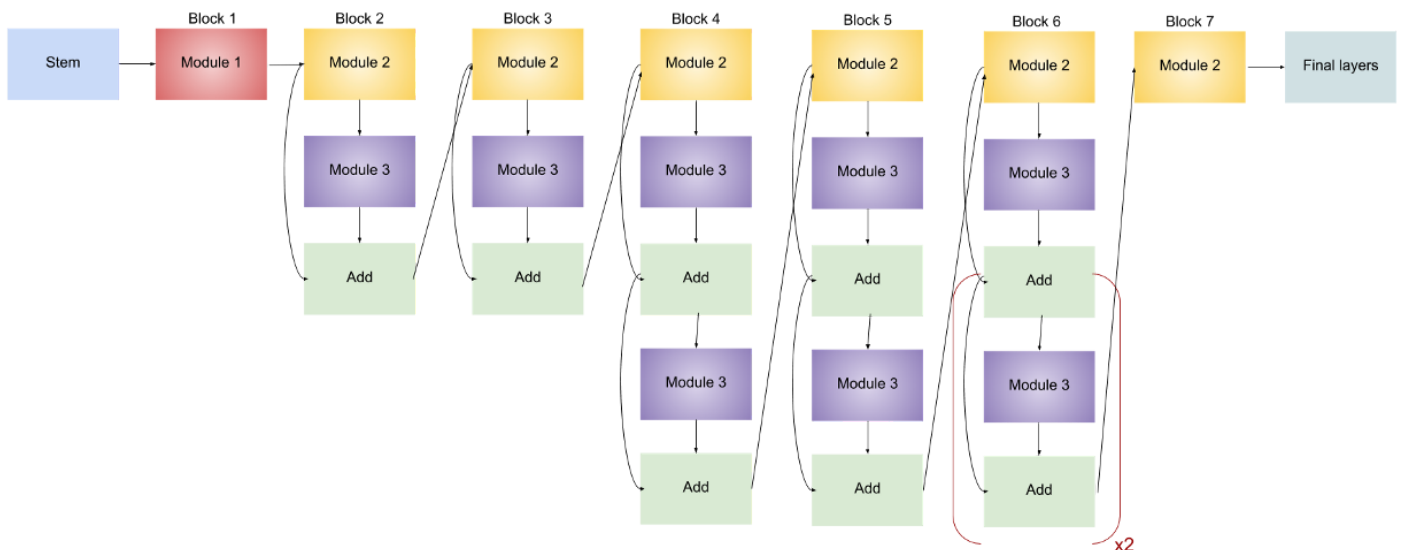 Block 1
Block 2
Block 3
Block 4
Block 5
Block 6
Block 7
Stem
Module 1
Module 2
Module 2
Module 2
Module 2
Module 2
Module 2
Final layers
Module 3
Module 3
Module 3
Module 3
Module 3
Add
Add
Add
Add
Add
Module 3
Module 3
Module 3
Add
Add
Add
x2